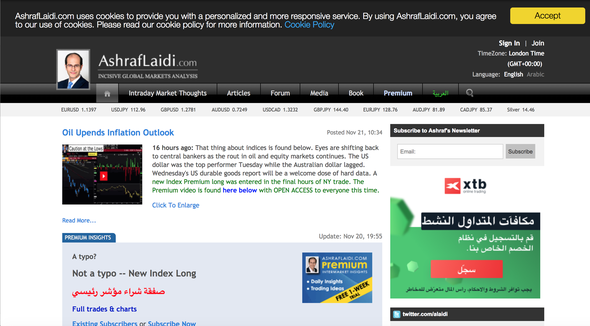 AshrafLaidi.com uses cookies to provide you with a personalized and more responsive service. By using AshrafLaidi.com, you agree
to our use of cookies. Please read our cookie policy for more information. Cookie Policy
Accept
AshrafLaidi.com
INCISIVE GLOBAL MARKETS ANALYSIS
Sign In | Join
TimeZone: London Time
(GMT+00:00)
Language: English Arabic
Intraday Market Thoughts Articles Forum Media Book Premium العربية
EURUSD 1.1397 USDJPY 112.96 GBPUSD 1.2781 AUDUSD 0.7249 USDCAD 1.3232 GBPJPY 144.40 EURJPY 128.76 AUDJPY 81.89 CADJPY 85.37 Silver 14.46
Oil Upends Inflation Outlook
Posted Nov 21, 10:34
Caution at the Lows
16 hours ago: That thing about indices is found below. Eyes are shifting back
to central bankers as the rout in oil and equity markets continues. The US
dollar was the top performer Tuesday while the Australian dollar lagged.
Wednesday's US durable goods report will be a welcome dose of hard data. A
new index Premium long was entered in the final hours of NY trade. The
Premium video is found here below with OPEN ACCESS to everyone this time.
Click To Enlarge
Read More...
PREMIUM INSIGHTS
Update: Nov 20, 19:55
A typo?
Not a typo -- New Index Long
صفقة شراء مؤشر رئيسي
Full trades & charts
Existing Subscribers or Subscribe Now
ASHRAFLAIDI.COM
Premium
INTERMARKET INSIGHTS
• Daily Insights
• Trading Ideas
FREE 1-WEEK
TRIAL
Subscribe to Ashraf's Newsletter
Email:
Subscribe
xtb
online trading
مكافآت المتداول النشط
قم بالتسجيل في نظام
الخصم الخاص بنا
سجّل
يجب توافر الشروط والاحكام. رأس المال معرض للمخاطر
twitter.com/alaidi